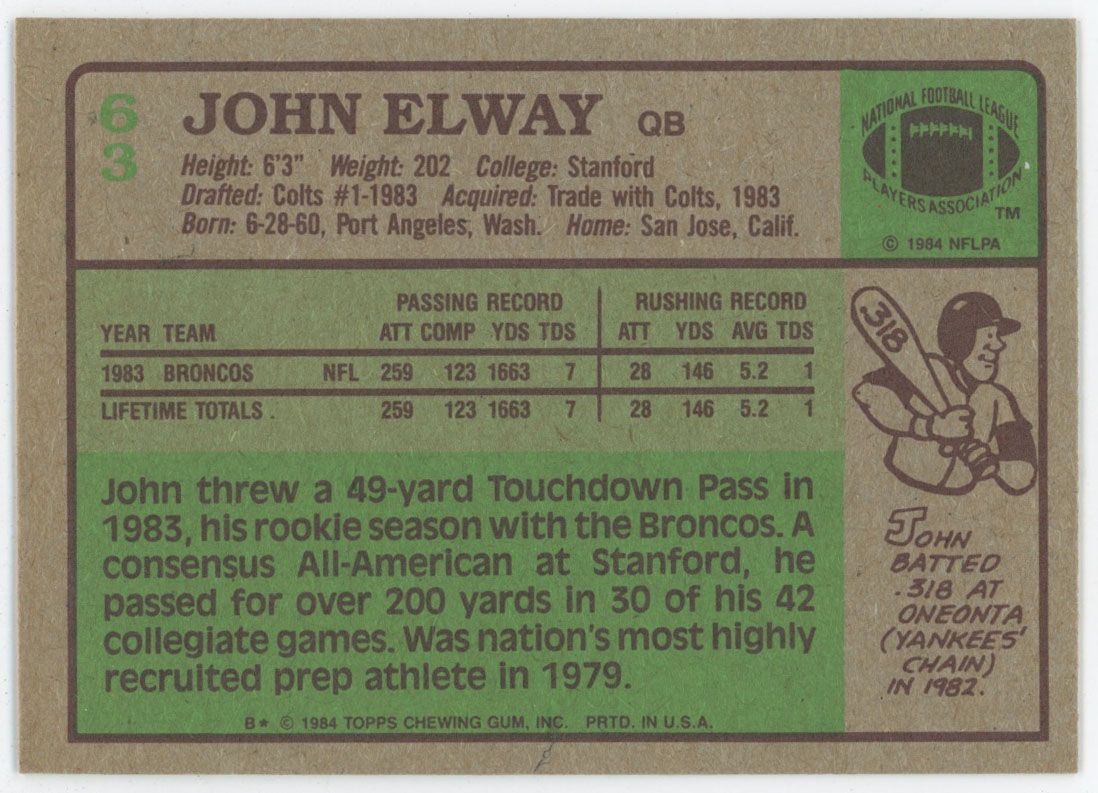 63
JOHN ELWAY QB
Height: 6'3" Weight: 202 College: Stanford
Drafted: Colts #1-1983 Acquired: Trade with Colts, 1983
Born: 6-28-60, Port Angeles, Wash. Home: San Jose, Calif.
NATIONAL FOOTBALL LEAGUE
PLAYERS ASSOCIATION
TM
© 1984 NFLPA
PASSING RECORD RUSHING RECORD
YEAR TEAM ATT COMP YDS TDS ATT YDS AVG TDS
1983 BRONCOS NFL 259 123 1663 7 28 146 5.2 1
LIFETIME TOTALS . 259 123 1663 7 28 146 5.2 1
John threw a 49-yard Touchdown Pass in
1983, his rookie season with the Broncos. A
consensus All-American at Stanford, he
passed for over 200 yards in 30 of his 42
collegiate games. Was nation's most highly
recruited prep athlete in 1979.
B★ © 1984 TOPPS CHEWING GUM, INC. PRTD. IN U.S.A.
.318
JOHN
BATTED
.318 AT
ONEONTA
(YANKEES'
CHAIN)
IN 1982.